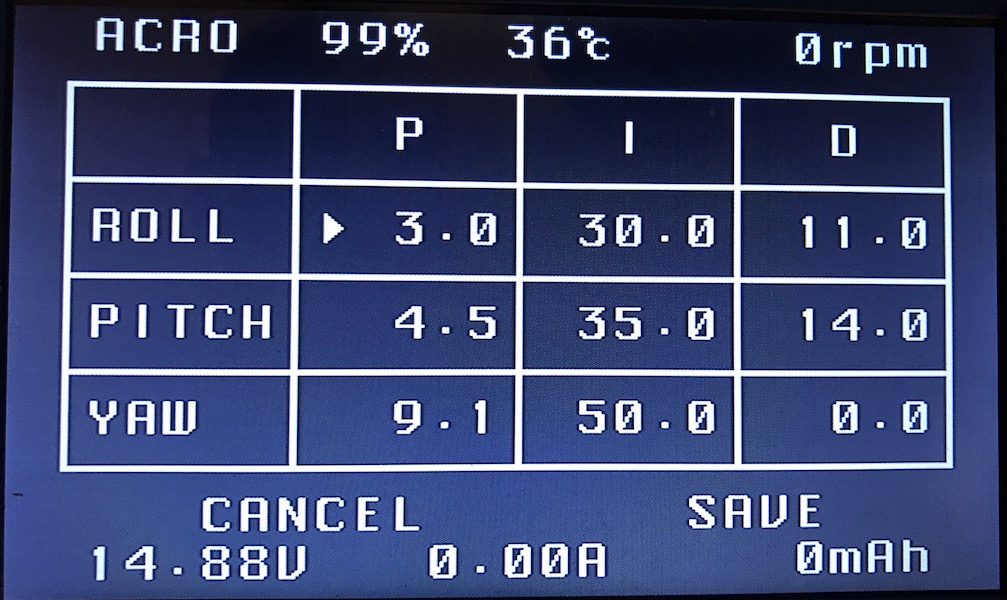 ACRO 99% 36℃ 0rpm
P I D
ROLL ▶ 3.0 30.0 11.0
PITCH 4.5 35.0 14.0
YAW 9.1 50.0 0.0
CANCEL SAVE
14.88V 0.00A 0mAh